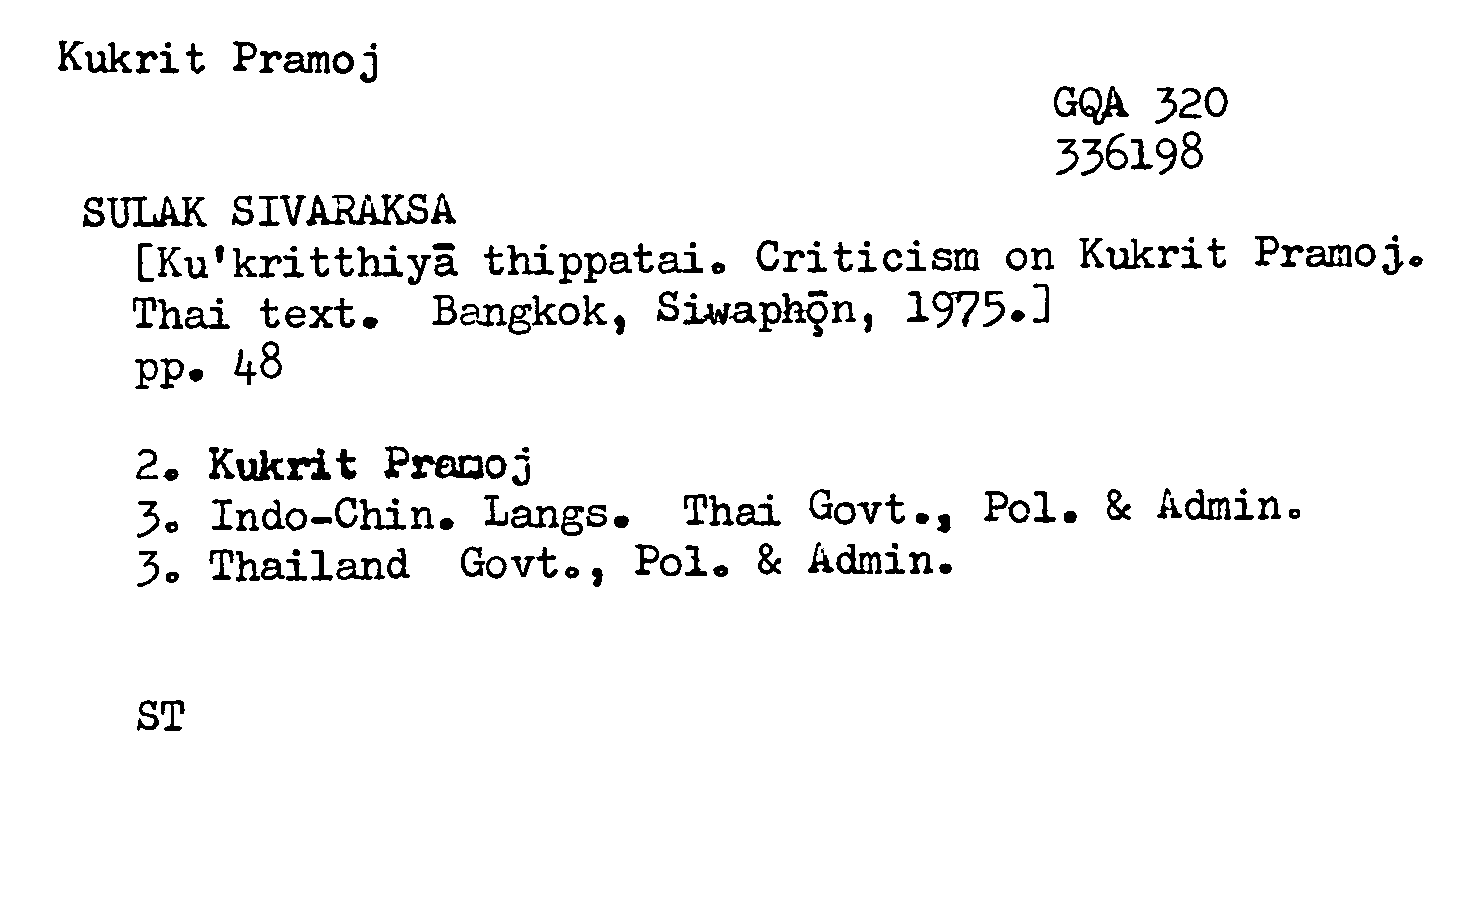 Kukrit Pramoj
GQA 320
336198
SULAK SIVARAKSA
[Ku'kritthiyā thippatai. Criticism on Kukrit Pramoj.
Thai text. Bangkok, Siwaphǭn, 1975.]
pp. 48
2. Kukrit Pramoj
3. Indo-Chin. Langs. Thai Govt., Pol. & Admin.
3. Thailand Govt., Pol. & Admin.
ST